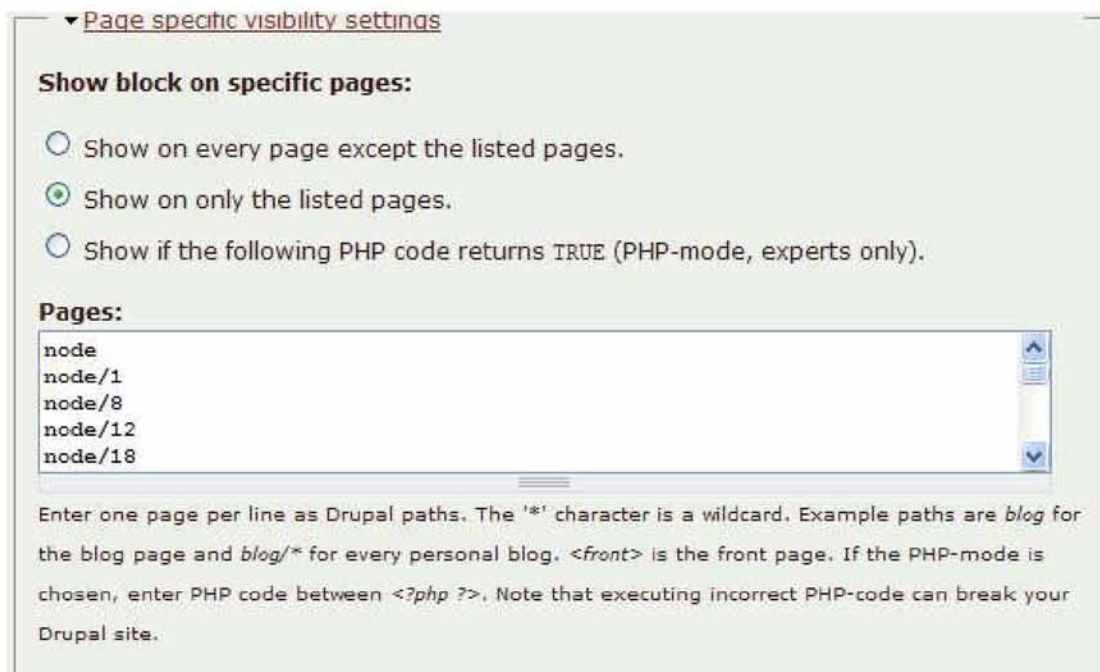 Page specific visibility settings
Show block on specific pages:
Show on every page except the listed pages.
Show on only the listed pages.
Show if the following PHP code returns TRUE (PHP-mode, experts only).
Pages:
node
node/1
node/8
node/12
node/18
Enter one page per line as Drupal paths. The '*' character is a wildcard. Example paths are blog for
the blog page and blog/* for every personal blog. <front> is the front page. If the PHP-mode is
chosen, enter PHP code between <?php ?>. Note that executing incorrect PHP-code can break your
Drupal site.